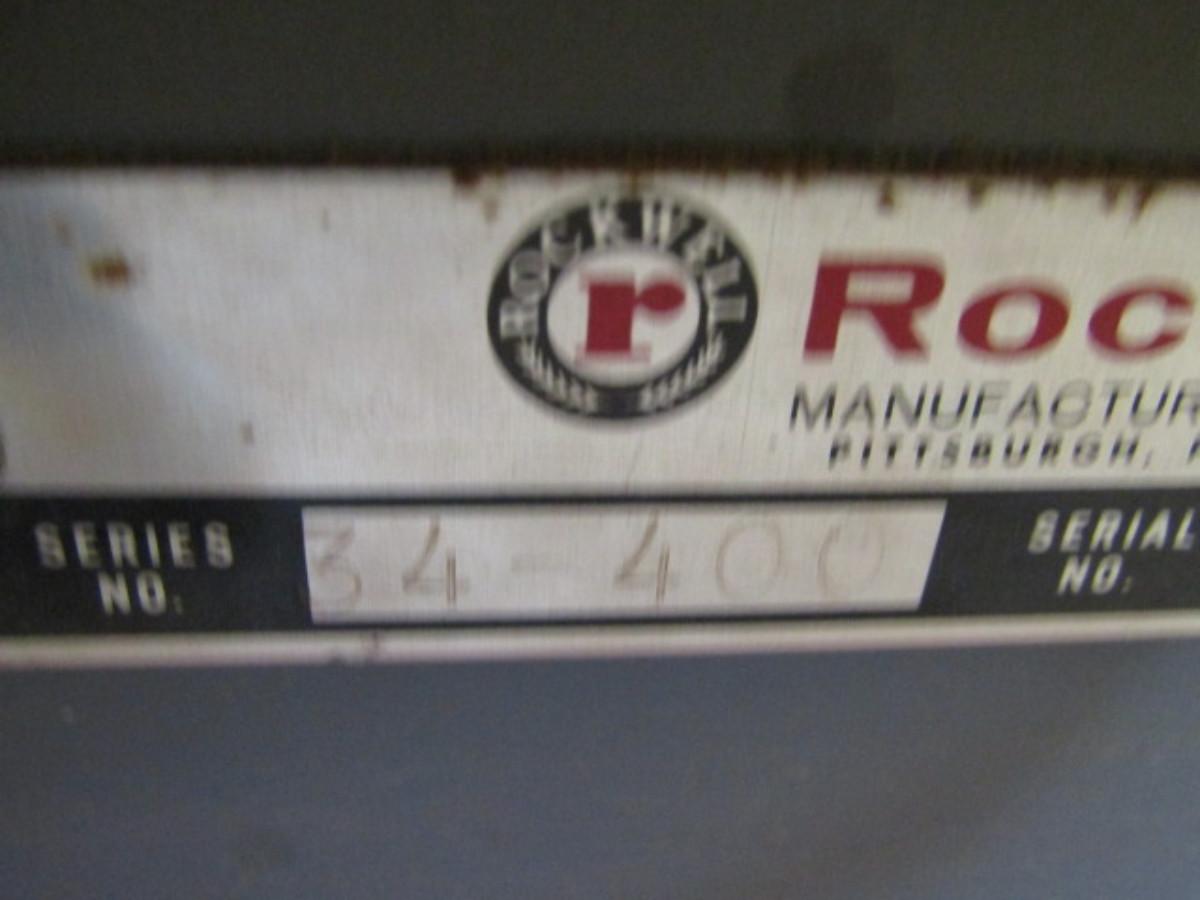 ROCKWELL
r
Roc
MANUFACTUR
PITTSBURGH,
SERIES NO. 34-400 SERIAL NO.